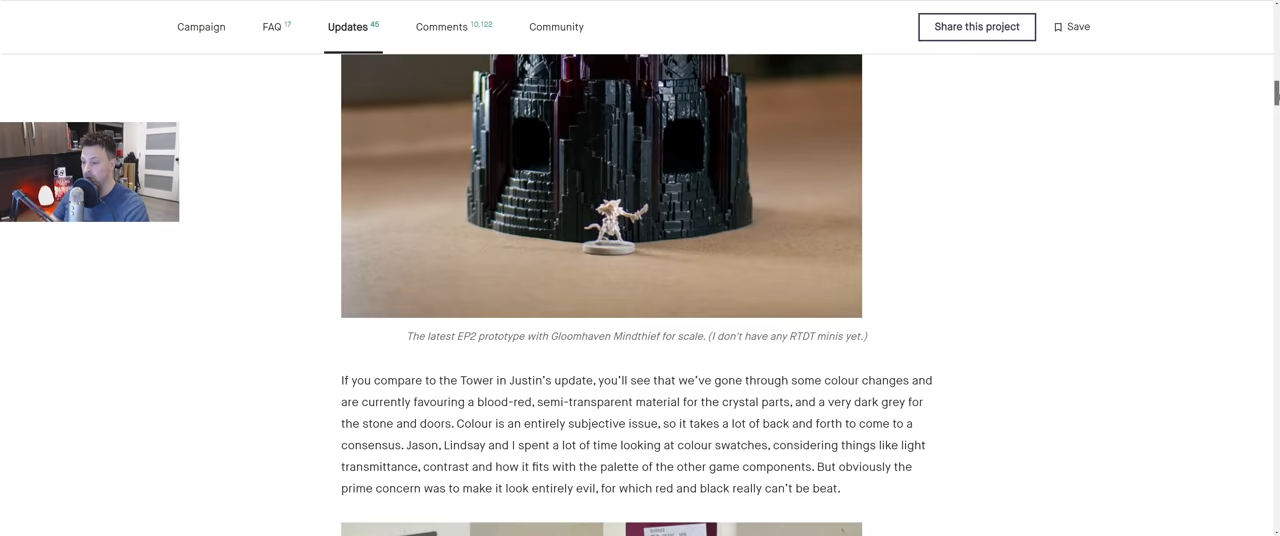 Campaign FAQ 17 Updates 45 Comments 10,122 Community Share this project Save
The latest EP2 prototype with Gloomhaven Mindthief for scale. (I don't have any RTDT minis yet.)
If you compare to the Tower in Justin's update, you'll see that we've gone through some colour changes and
are currently favouring a blood-red, semi-transparent material for the crystal parts, and a very dark grey for
the stone and doors. Colour is an entirely subjective issue, so it takes a lot of back and forth to come to a
consensus. Jason, Lindsay and I spent a lot of time looking at colour swatches, considering things like light
transmittance, contrast and how it fits with the palette of the other game components. But obviously the
prime concern was to make it look entirely evil, for which red and black really can't be beat.